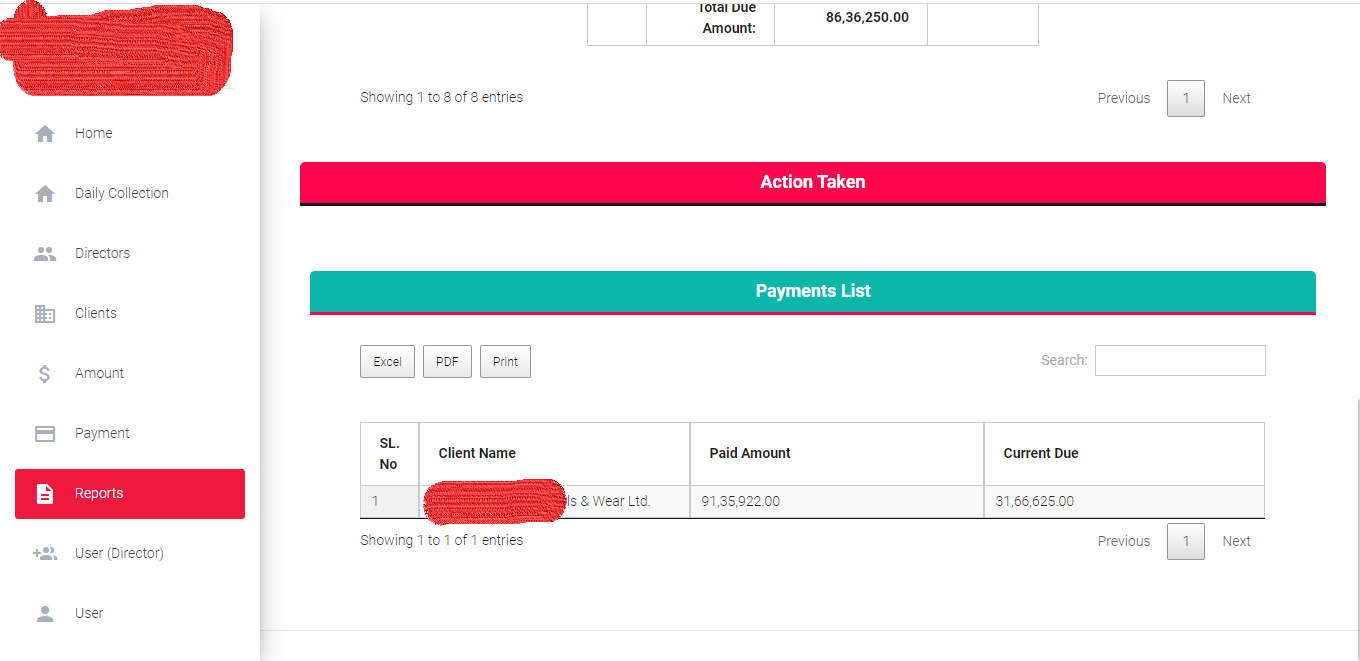 Total Due
Amount:
86,36,250.00
Showing 1 to 8 of 8 entries
Previous
1
Next
Home
Daily Collection
Directors
Clients
Amount
Payment
Reports
User (Director)
User
Action Taken
Payments List
Excel
PDF
Print
Search:
SL.
No
Client Name
Paid Amount
Current Due
1
& Wear Ltd.
91,35,922.00
31,66,625.00
Showing 1 to 1 of 1 entries
Previous
1
Next